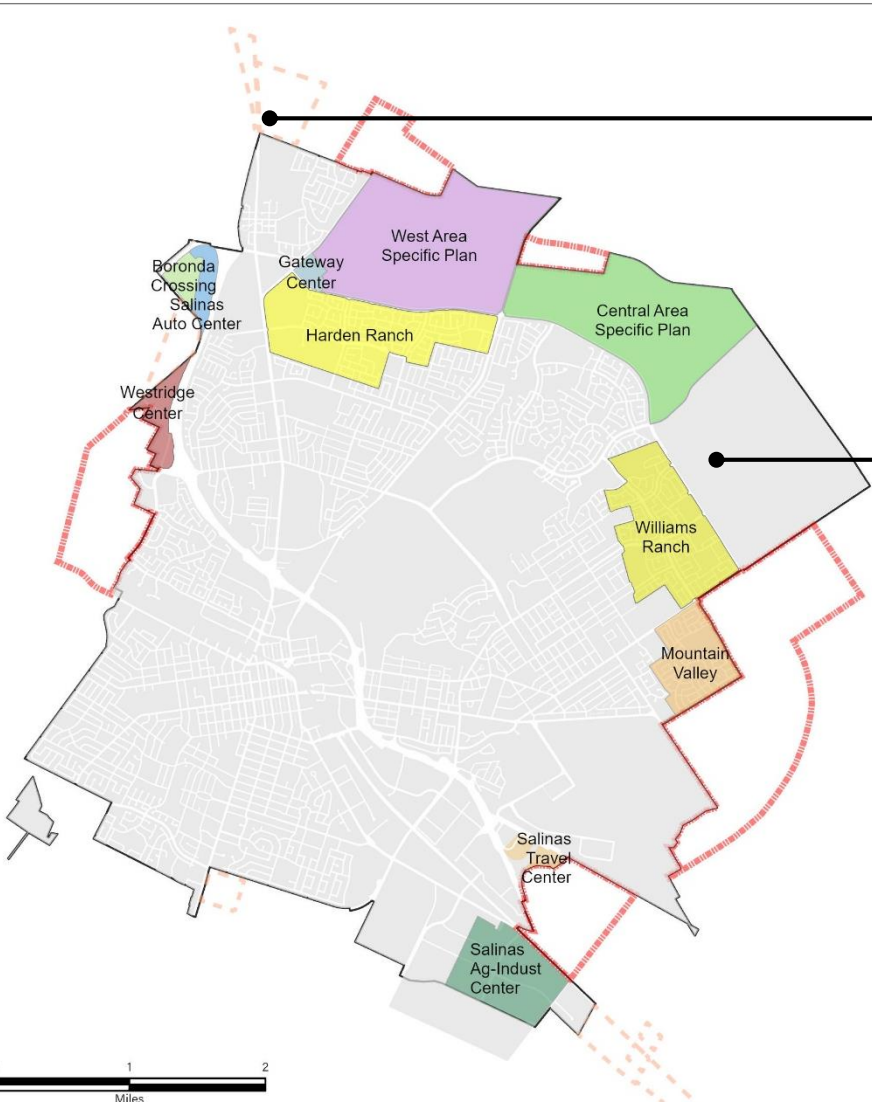 West Area
Specific Plan
Gateway
Center
Boronda
Crossing
Salinas
Auto Center
Central Area
Specific Plan
Harden Ranch
Westridge
Center
Williams
Ranch
Mountain
Valley
Salinas
Travel
Center
Salinas
Ag-Indust
Center
1
2
Miles